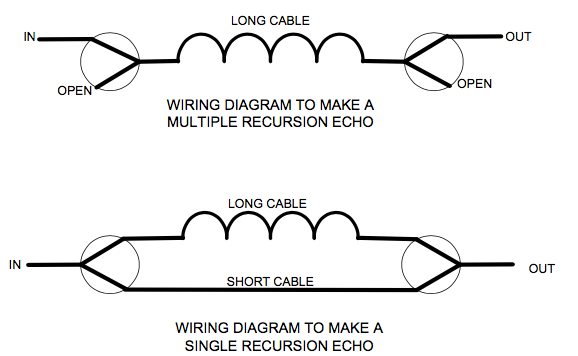 LONG CABLE
IN
OUT
OPEN
OPEN
WIRING DIAGRAM TO MAKE A
MULTIPLE RECURSION ECHO
LONG CABLE
IN
OUT
SHORT CABLE
WIRING DIAGRAM TO MAKE A
SINGLE RECURSION ECHO